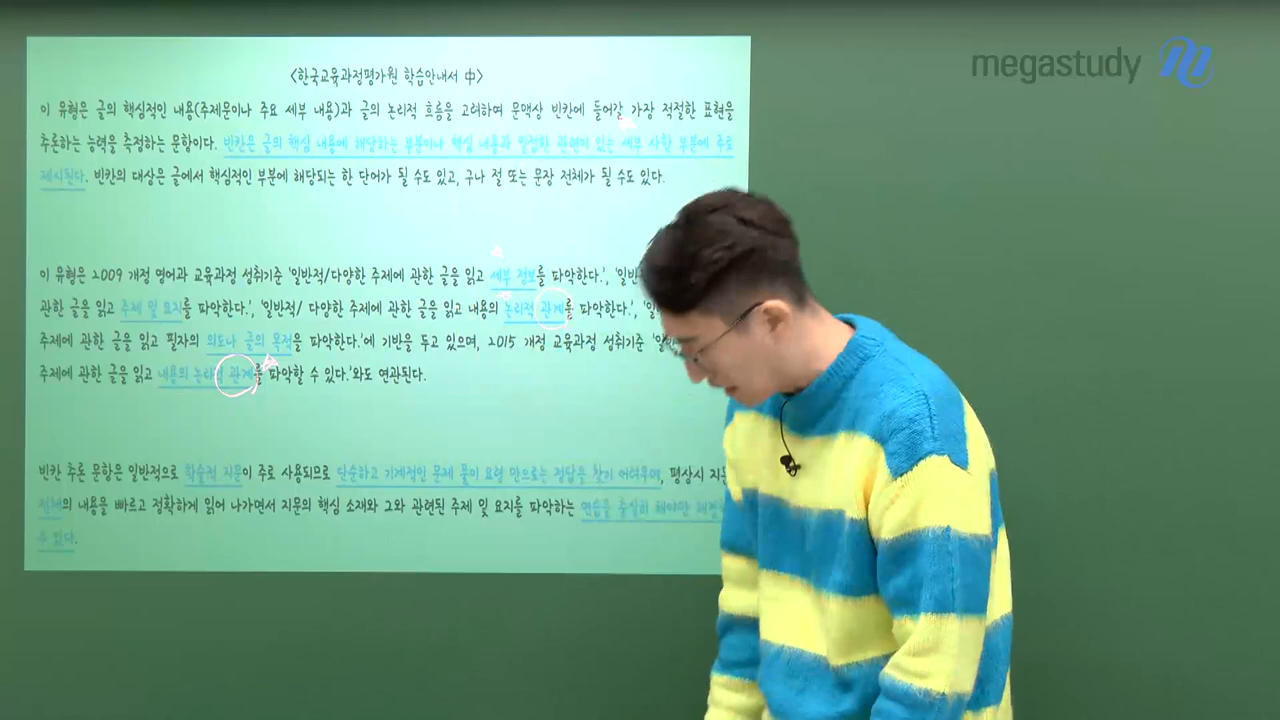 megastudy
<한국교육과정평가원 학습안내서 中>
이 유형은 글의 핵심적인 내용(주제문이나 주요 세부 내용)과 글의 논리적 흐름을 고려하여 문맥상 빈칸에 들어갈 가장 적절한 표현을
추론하는 능력을 측정하는 문항이다. 빈칸은 글의 핵심 내용에 해당하는 부분이나 핵심 내용과 밀접한 관련이 있는 세부 사항 부분에 주로
제시된다. 빈칸의 대상은 글에서 핵심적인 부분에 해당되는 한 단어가 될 수도 있고, 구나 절 또는 문장 전체가 될 수도 있다.
이 유형은 2009 개정 영어과 교육과정 성취기준 '일반적/다양한 주제에 관한 글을 읽고 세부 정보를 파악한다.', '일반
관한 글을 읽고 주제 및 요지를 파악한다.', '일반적/ 다양한 주제에 관한 글을 읽고 내용의 논리적 관계를 파악한다.', '일
주제에 관한 글을 읽고 필자의 의도나 글의 목적을 파악한다.'에 기반을 두고 있으며, 2015 개정 교육과정 성취기준 '일
주제에 관한 글을 읽고 내용의 논리적 관계를 파악할 수 있다.'와도 연관된다.
빈칸 추론 문항은 일반적으로 학술적 지문이 주로 사용되므로 단순하고 기계적인 문제 풀이 요령 만으로는 정답을 찾기 어려우며, 평상시 지문
전체의 내용을 빠르고 정확하게 읽어 나가면서 지문의 핵심 소재와 그와 관련된 주제 및 요지를 파악하는 연습을 충실히 해야만 해결
수 있다.